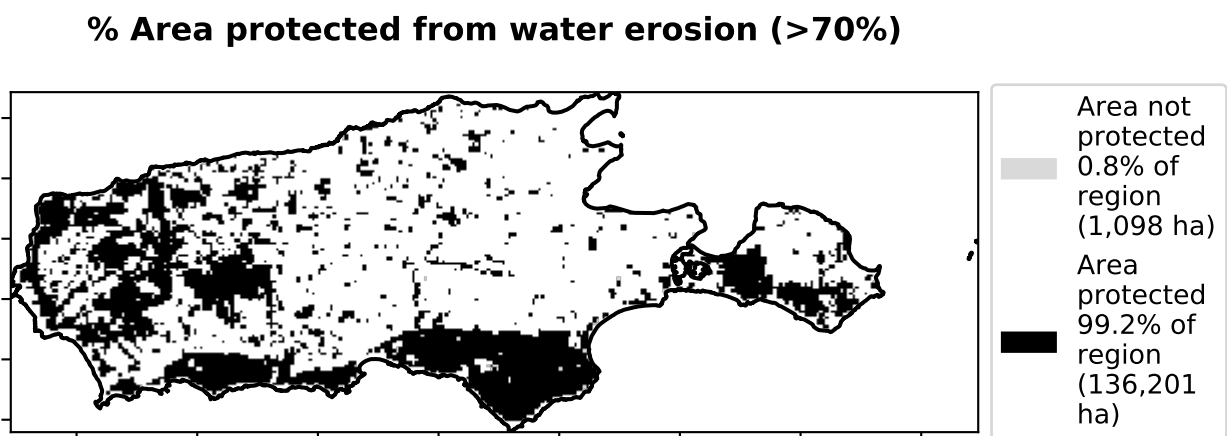 % Area protected from water erosion (>70%)
Area not
protected
0.8% of
region
(1,098 ha)
Area
protected
99.2% of
region
(136,201
ha)